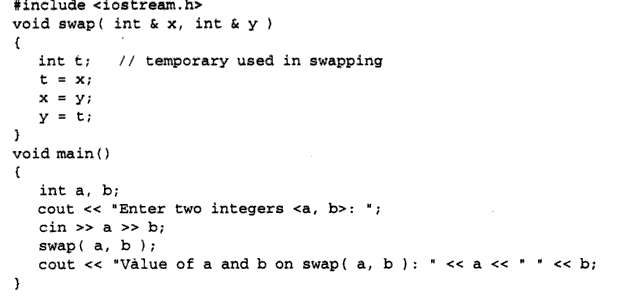 #include <iostream.h>
void swap( int & x, int & y )
{
int t; // temporary used in swapping
t = x;
x = y;
y = t;
}
void main()
{
int a, b;
cout << "Enter two integers <a, b>: ";
cin >> a >> b;
swap( a, b );
cout << "Value of a and b on swap( a, b ): " << a << " " << b;
}